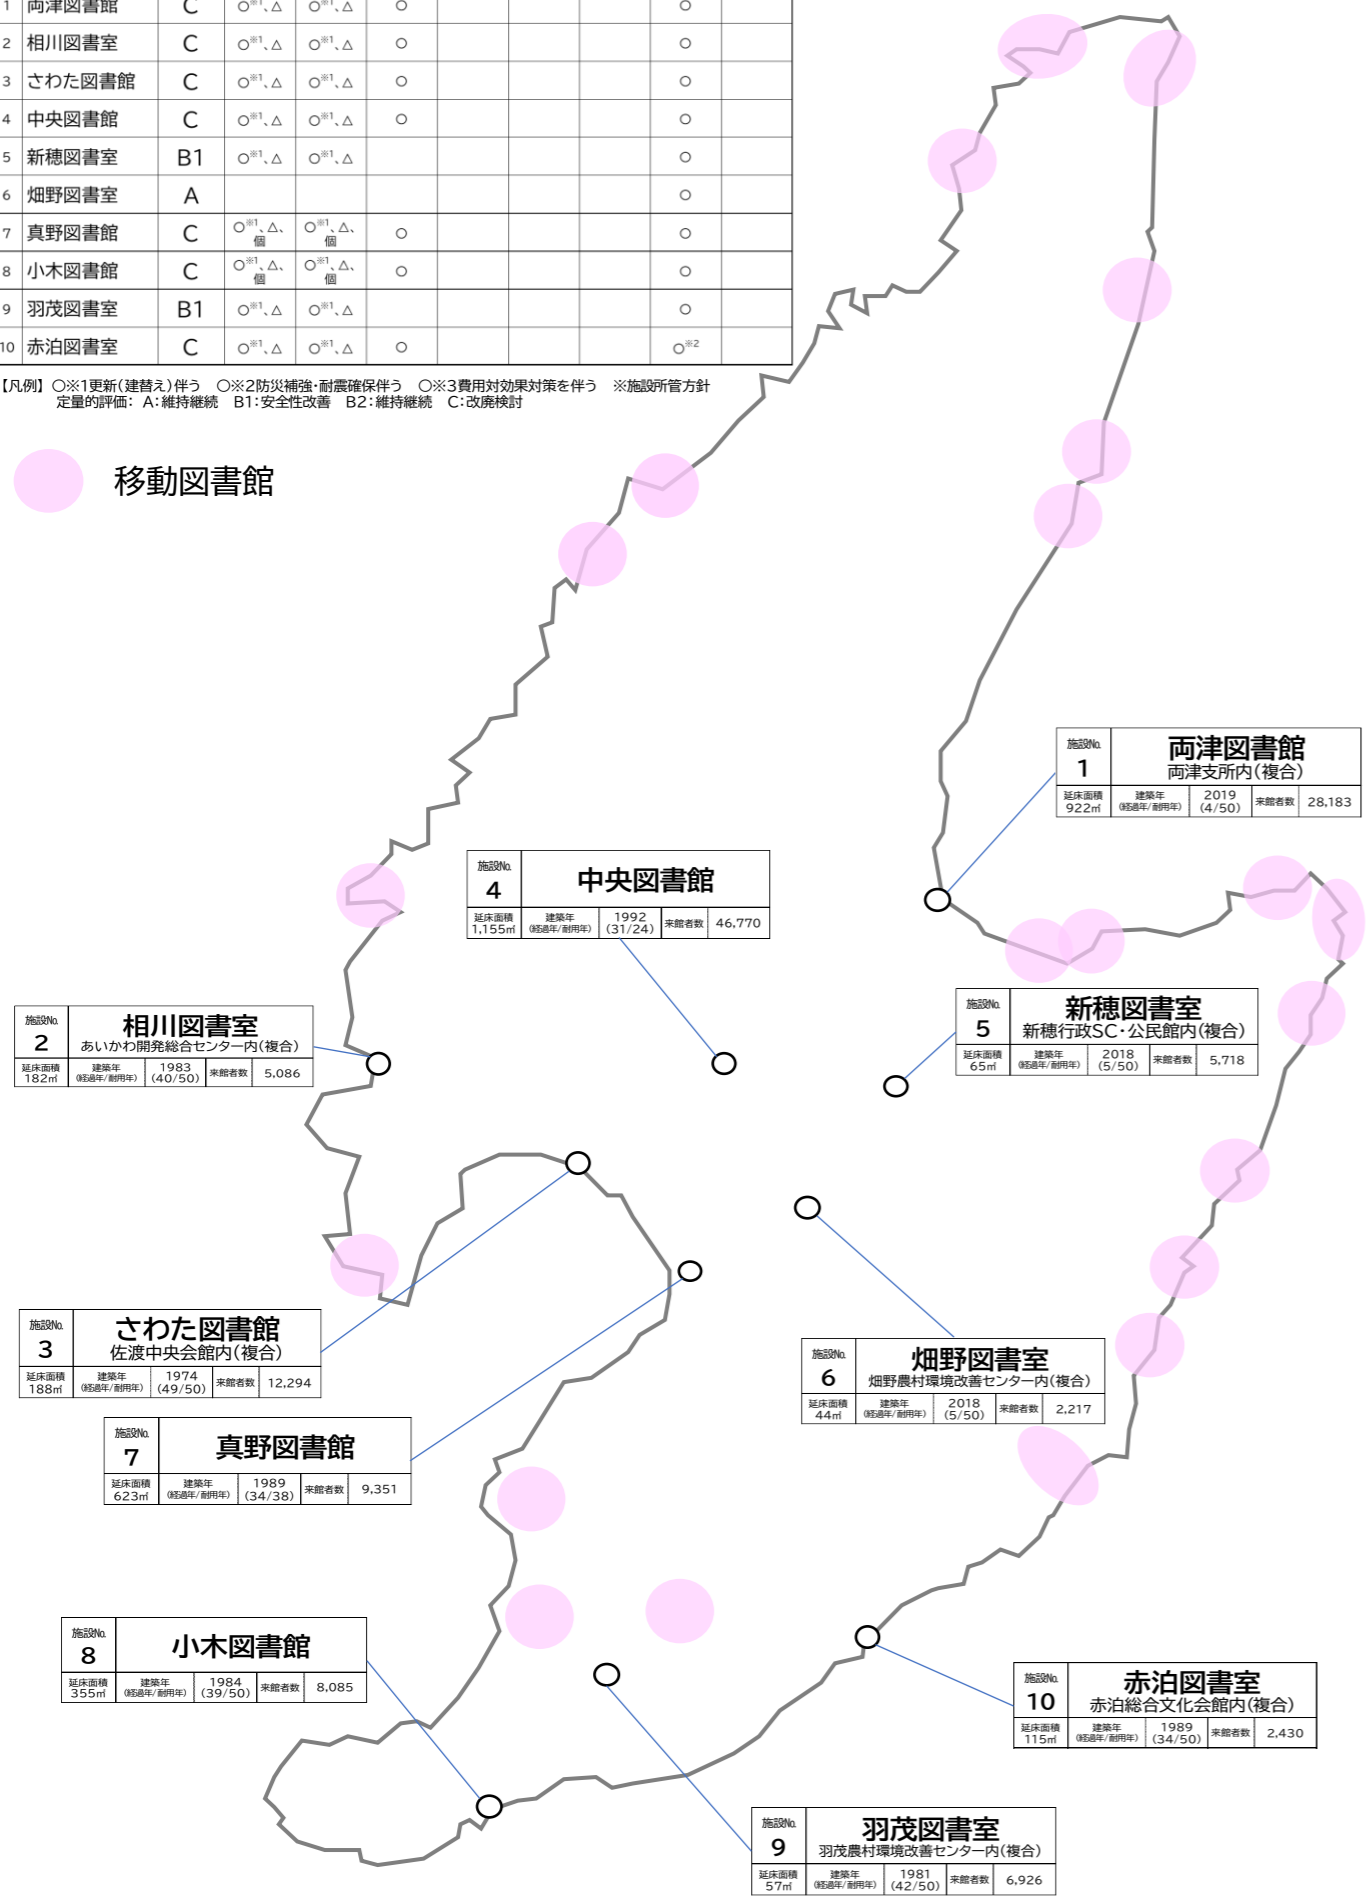 1 両津図書館 C ○※1、△ ○※1、△ ○ ○
2 相川図書室 C ○※1、△ ○※1、△ ○ ○
3 さわた図書館 C ○※1、△ ○※1、△ ○ ○
4 中央図書館 C ○※1、△ ○※1、△ ○ ○
5 新穂図書室 B1 ○※1、△ ○※1、△ ○
6 畑野図書室 A ○
7 真野図書館 C ○※1、△、個 ○※1、△、個 ○ ○
8 小木図書館 C ○※1、△、個 ○※1、△、個 ○ ○
9 羽茂図書室 B1 ○※1、△ ○※1、△ ○
10 赤泊図書室 C ○※1、△ ○※1、△ ○ ○※2
【凡例】 ○※1更新(建替え)伴う ○※2防災補強・耐震確保伴う ○※3費用対効果対策を伴う ※施設所管方針
定量的評価: A:維持継続 B1:安全性改善 B2:維持継続 C:改廃検討
移動図書館
施設No. 1 両津図書館
両津支所内(複合)
延床面積 922㎡ 建築年(経過年/耐用年) 2019(4/50) 来館者数 28,183
施設No. 4 中央図書館
延床面積 1,155㎡ 建築年(経過年/耐用年) 1992(31/24) 来館者数 46,770
施設No. 5 新穂図書室
新穂行政SC・公民館内(複合)
延床面積 65㎡ 建築年(経過年/耐用年) 2018(5/50) 来館者数 5,718
施設No. 2 相川図書室
あいかわ開発総合センター内(複合)
延床面積 182㎡ 建築年(経過年/耐用年) 1983(40/50) 来館者数 5,086
施設No. 3 さわた図書館
佐渡中央会館内(複合)
延床面積 188㎡ 建築年(経過年/耐用年) 1974(49/50) 来館者数 12,294
施設No. 6 畑野図書室
畑野農村環境改善センター内(複合)
延床面積 44㎡ 建築年(経過年/耐用年) 2018(5/50) 来館者数 2,217
施設No. 7 真野図書館
延床面積 623㎡ 建築年(経過年/耐用年) 1989(34/38) 来館者数 9,351
施設No. 8 小木図書館
延床面積 355㎡ 建築年(経過年/耐用年) 1984(39/50) 来館者数 8,085
施設No. 10 赤泊図書室
赤泊総合文化会館内(複合)
延床面積 115㎡ 建築年(経過年/耐用年) 1989(34/50) 来館者数 2,430
施設No. 9 羽茂図書室
羽茂農村環境改善センター内(複合)
延床面積 57㎡ 建築年(経過年/耐用年) 1981(42/50) 来館者数 6,926